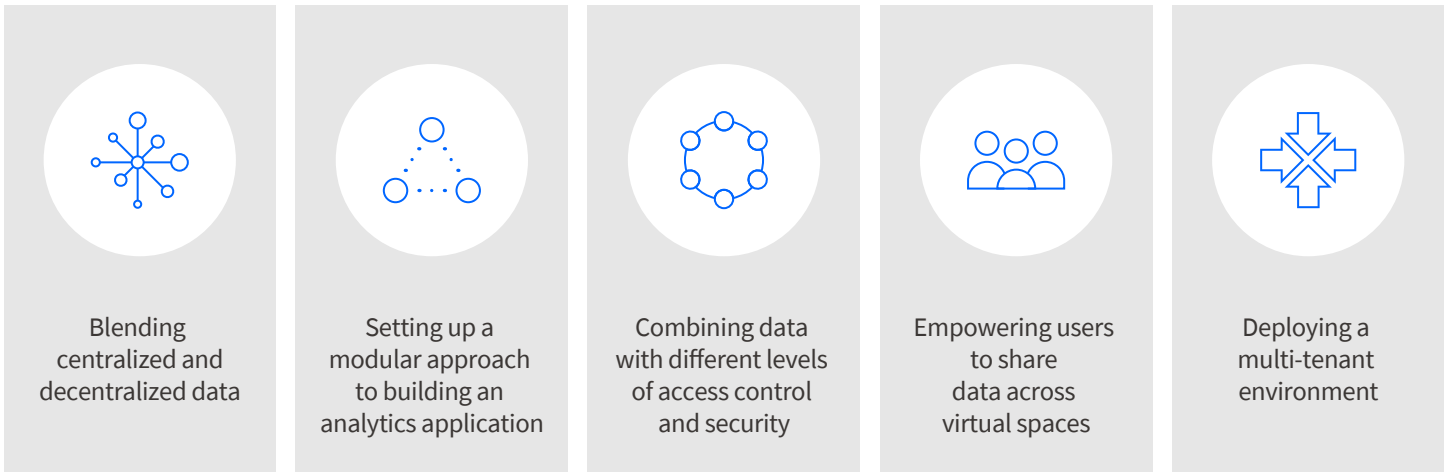 Blending
centralized and
decentralized data
Setting up a
modular approach
to building an
analytics application
Combining data
with different levels
of access control
and security
Empowering users
to share
data across
virtual spaces
Deploying a
multi-tenant
environment